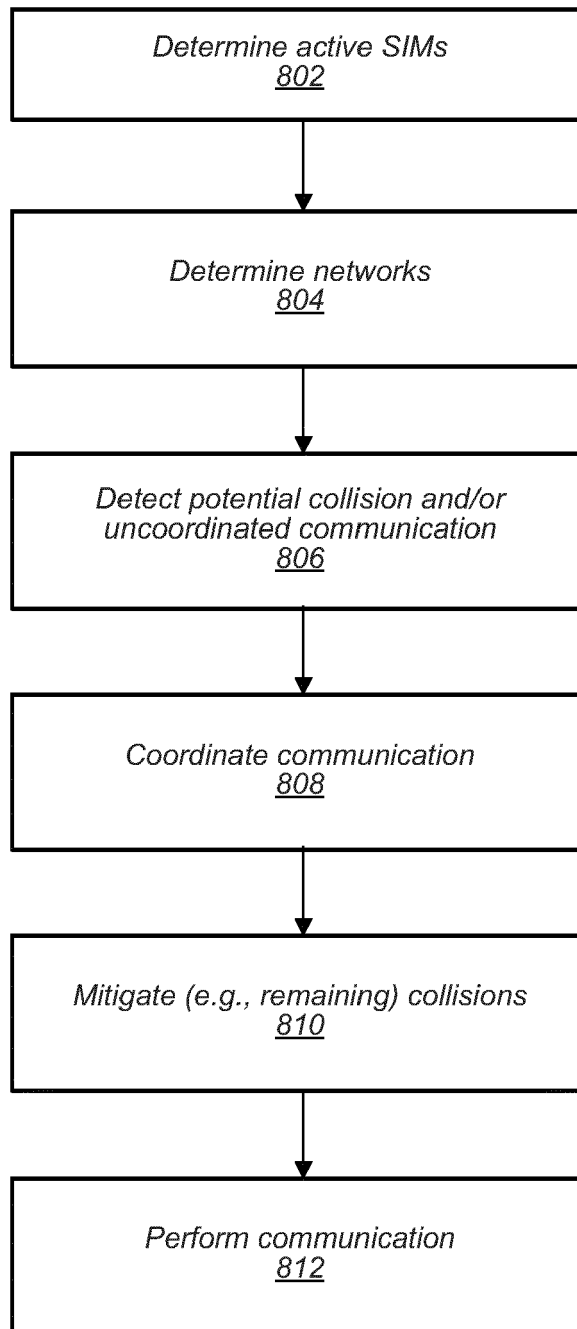 Determine active SIMs
802
Determine networks
804
Detect potential collision and/or
uncoordinated communication
806
Coordinate communication
808
Mitigate (e.g., remaining) collisions
810
Perform communication
812